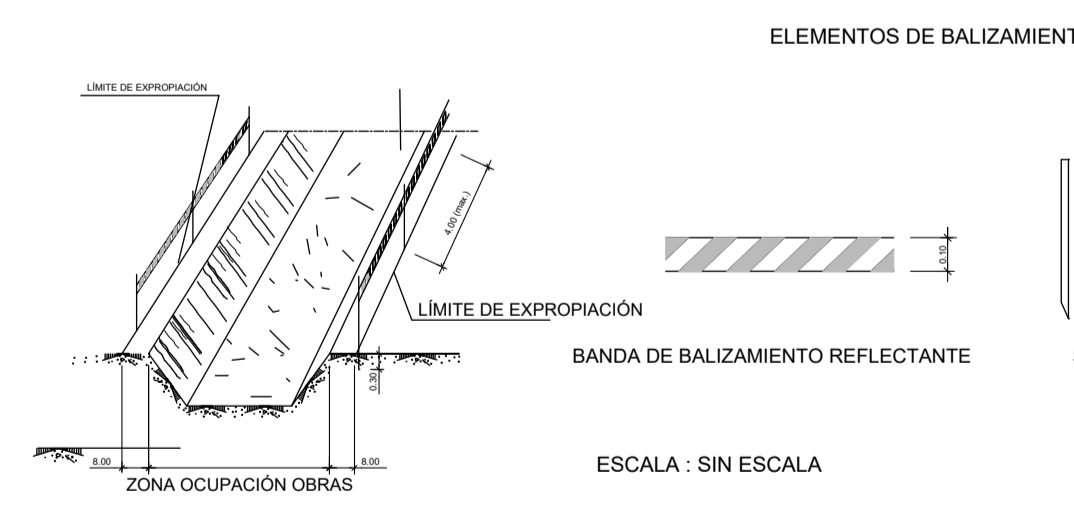 ELEMENTOS DE BALIZAMIENT
LÍMITE DE EXPROPIACIÓN
4.00 (max.)
0.10
LÍMITE DE EXPROPIACIÓN
BANDA DE BALIZAMIENTO REFLECTANTE
0.30
8.00
8.00
ESCALA : SIN ESCALA
ZONA OCUPACIÓN OBRAS